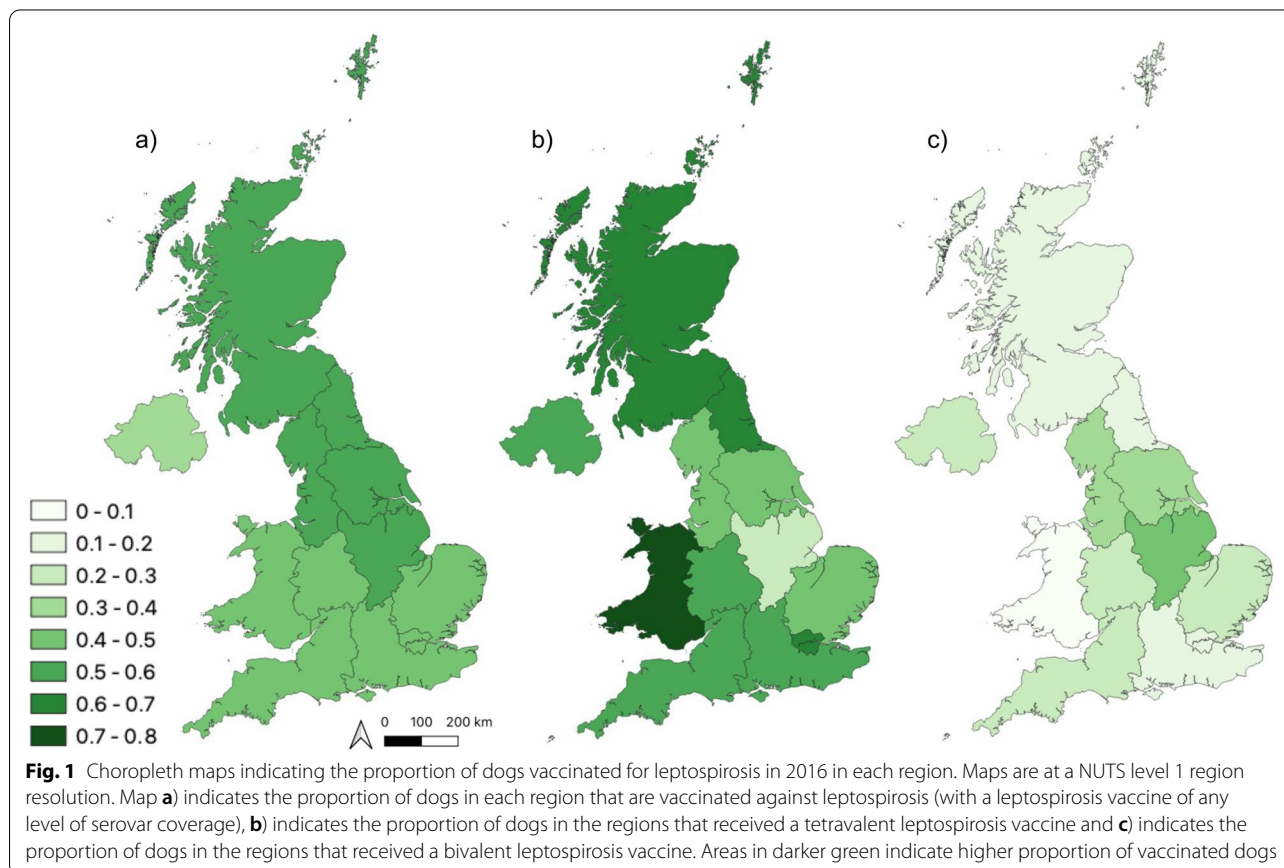 a)
b)
c)
0 - 0.1
0.1 - 0.2
0.2 - 0.3
0.3 - 0.4
0.4 - 0.5
0.5 - 0.6
0.6 - 0.7
0.7 - 0.8
0 100 200 km
Fig. 1 Choropleth maps indicating the proportion of dogs vaccinated for leptospirosis in 2016 in each region. Maps are at a NUTS level 1 region
resolution. Map a) indicates the proportion of dogs in each region that are vaccinated against leptospirosis (with a leptospirosis vaccine of any
level of serovar coverage), b) indicates the proportion of dogs in the regions that received a tetravalent leptospirosis vaccine and c) indicates the
proportion of dogs in the regions that received a bivalent leptospirosis vaccine. Areas in darker green indicate higher proportion of vaccinated dogs